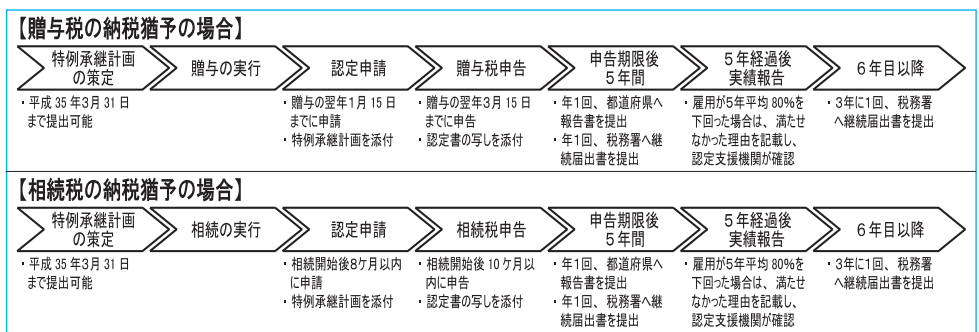 【贈与税の納税猶予の場合】
特例承継計画
の策定
贈与の実行
認定申請
贈与税申告
申告期限後
5年間
5年経過後
実績報告
6年目以降
・平成 35 年3月 31 日
まで提出可能
・贈与の翌年1月 15 日
までに申請
・特例承継計画を添付
・贈与の翌年3月 15 日
までに申告
・認定書の写しを添付
・年1回、都道府県へ
報告書を提出
・年1回、税務署へ継
続届出書を提出
・雇用が5年平均 80%を
下回った場合は、満たせ
なかった理由を記載し、
認定支援機関が確認
・3年に1回、税務署
へ継続届出書を提出
【相続税の納税猶予の場合】
特例承継計画
の策定
相続の実行
認定申請
相続税申告
申告期限後
5年間
5年経過後
実績報告
6年目以降
・平成 35 年3月 31 日
まで提出可能
・相続開始後8ケ月以内
に申請
・特例承継計画を添付
・相続開始後 10 ケ月以
内に申告
・認定書の写しを添付
・年1回、都道府県へ
報告書を提出
・年1回、税務署へ継
続届出書を提出
・雇用が5年平均 80%を
下回った場合は、満たせ
なかった理由を記載し、
認定支援機関が確認
・3年に1回、税務署
へ継続届出書を提出